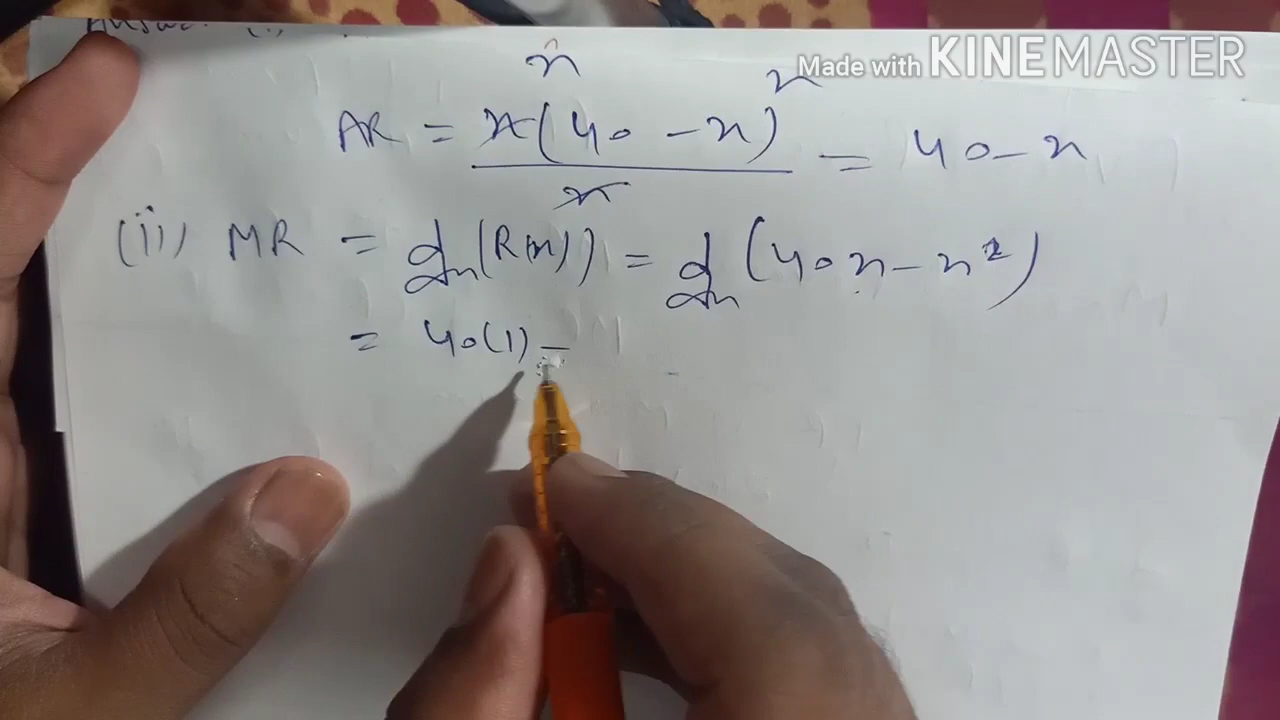 Made with KINEMASTER
x x
AR = x(40 - x) / x = 40 - x
(ii) MR = d/dx (R(x)) = d/dx (40x - x²)
= 40(1) -